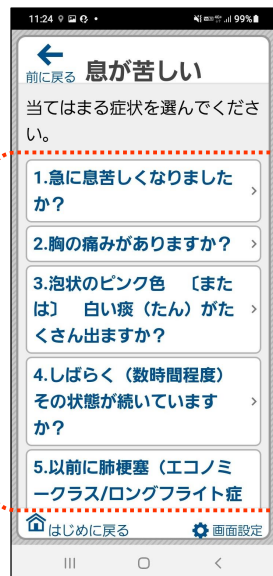 11:24
99%
前に戻る 息が苦しい
当てはまる症状を選んでくださ
い。
1.急に息苦しくなりました
か？
2.胸の痛みがありますか？
3.泡状のピンク色 〔また
は〕 白い痰（たん）がた
くさん出ますか？
4.しばらく（数時間程度）
その状態が続いています
か？
5.以前に肺梗塞（エコノミ
ークラス/ロングフライト症
はじめに戻る 画面設定